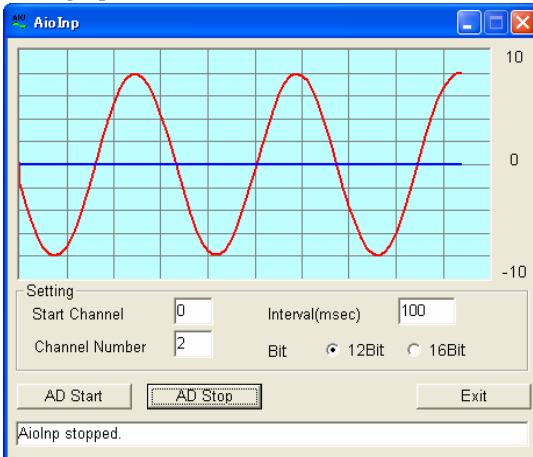 AIO AioInp
10
0
-10
Setting
Start Channel 0 Interval(msec) 100
Channel Number 2 Bit 12Bit 16Bit
AD Start AD Stop Exit
AioInp stopped.